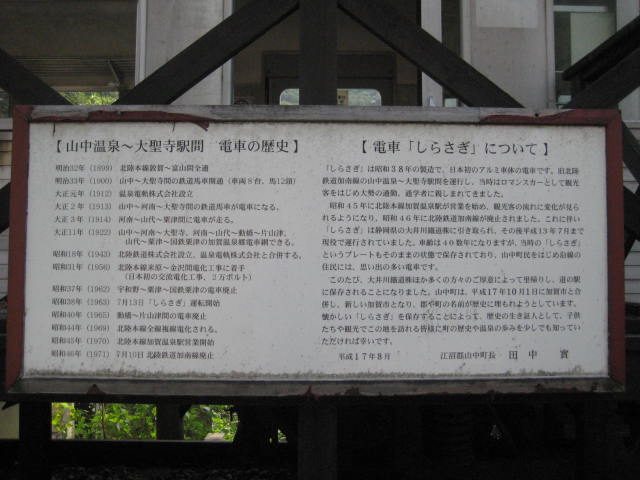 【山中温泉～大聖寺駅間　電車の歴史】
明治32年（1899）　北陸本線敦賀～富山間全通
明治33年（1900）　山中～大聖寺間の鉄道馬車開通（車両8台、馬12頭）
大正元年（1912）　温泉電軌株式会社設立
大正2年（1913）　山中～河南～大聖寺間の鉄道馬車が電車になる。
大正3年（1914）　河南～山代～粟津間に電車が走る。
大正11年（1922）　山中～河南～大聖寺、河南～山代～動橋～片山津、
山代～粟津～国鉄粟津の加賀温泉郷電車網できる。
昭和18年（1943）　北陸鉄道株式会社設立、温泉電軌株式会社と合併する。
昭和31年（1956）　北陸本線米原～金沢間電化工事に着手
（日本初の交流電化工事、2万ボルト）
昭和37年（1962）　宇和野～粟津～国鉄粟津の電車廃止
昭和38年（1963）　7月13日「しらさぎ」運転開始
昭和40年（1965）　動橋～片山津間の電車廃止
昭和44年（1969）　北陸本線全線複線電化される。
昭和45年（1970）　北陸本線加賀温泉駅営業開始
昭和46年（1971）　7月10日 北陸鉄道加南線廃止
【電車「しらさぎ」について】
「しらさぎ」は昭和38年の製造で、日本初のアルミ車体の電車です。旧北陸
鉄道加南線の山中温泉～大聖寺駅間を運行し、当時はロマンスカーとして観光
客をはじめ大勢の通勤、通学者に親しまれてきました。
昭和45年に北陸本線加賀温泉駅が営業を始め、観光客の流れに変化が見ら
れるようになり、昭和46年に北陸鉄道加南線が廃止されました。これに伴い
「しらさぎ」は静岡県の大井川鐵道㈱に引き取られ、その後平成13年7月まで
現役で運行されていました。車齢は40数年になりますが、当時の「しらさぎ」
というプレートもそのままの状態で保存されており、山中町民をはじめ沿線の
住民には、思い出の多い電車です。
このたび、大井川鐵道㈱はほか多くの方々のご厚意によって里帰りし、道の駅
に保存されることになりました。山中町は、平成17年10月1日に加賀市と合
併し、新しい加賀市となり、郡や町の名前が歴史に埋もれようとしています。
懐かしい「しらさぎ」を保存することによって、歴史の生き証人として、子供
たちや観光でこの地を訪れる皆様に町の歴史や温泉の歩みを少しでも知ってい
ただければ幸いです。
平成17年8月　江沼郡山中町長　田中　實